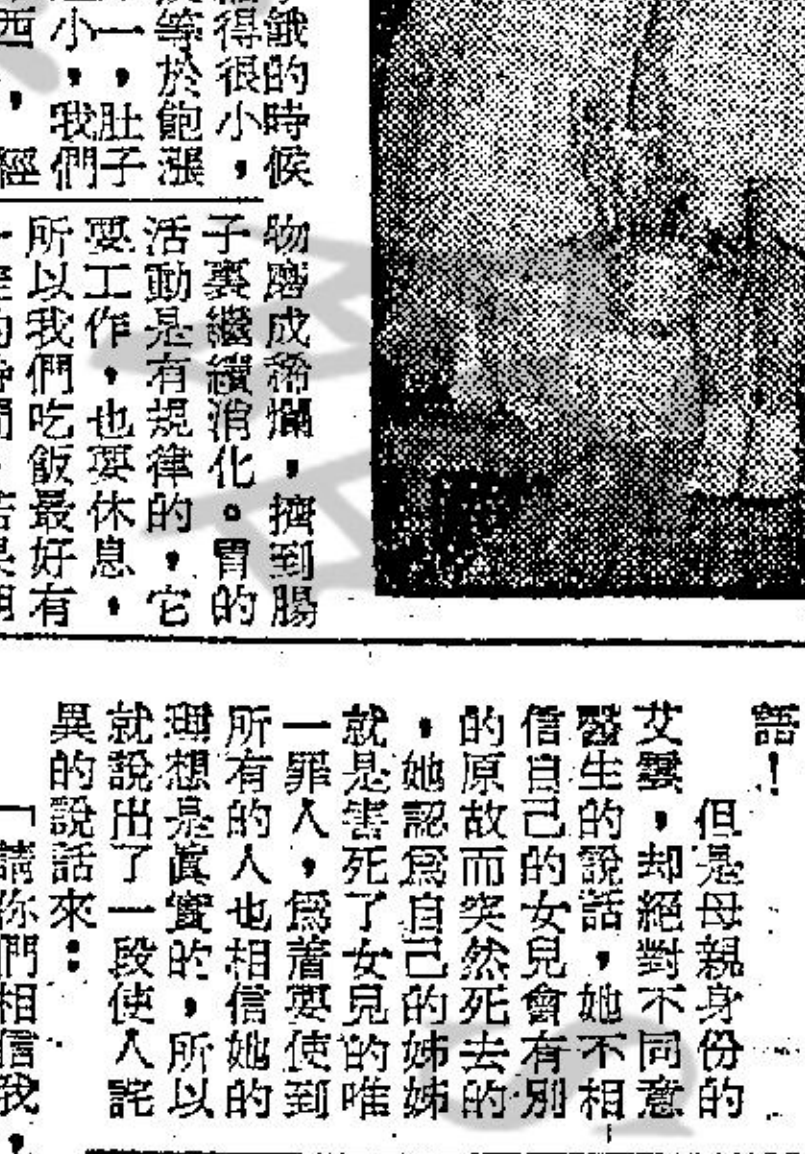 餓的時候
得很小，
等於飽漲
一，肚子
小，我們
物磨成稀爛，擠到腸
子裏繼續消化。胃的
活動是有規律的，它
要工作，也要休息，
所以我們吃飯最好有
語！
但是母親身份的
艾雲，却絕對不同意
醫生的說話，她不相
信自己的女兒會有別
的原故而突然死去的
，她認爲自己的姊姊
就是害死了女兒的唯
一罪人，爲着要使到
所有的人也相信她的
理想是眞實的，所以
就說出了一段使人詫
異的說話來：
「請你們相信我，